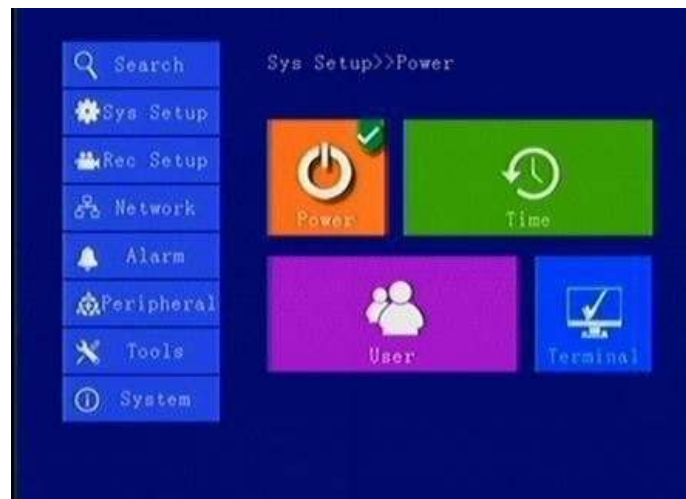 Search
Sys Setup
Rec Setup
Network
Alarm
Peripheral
Tools
System
Sys Setup>>Power
Power
Time
User
Terminal